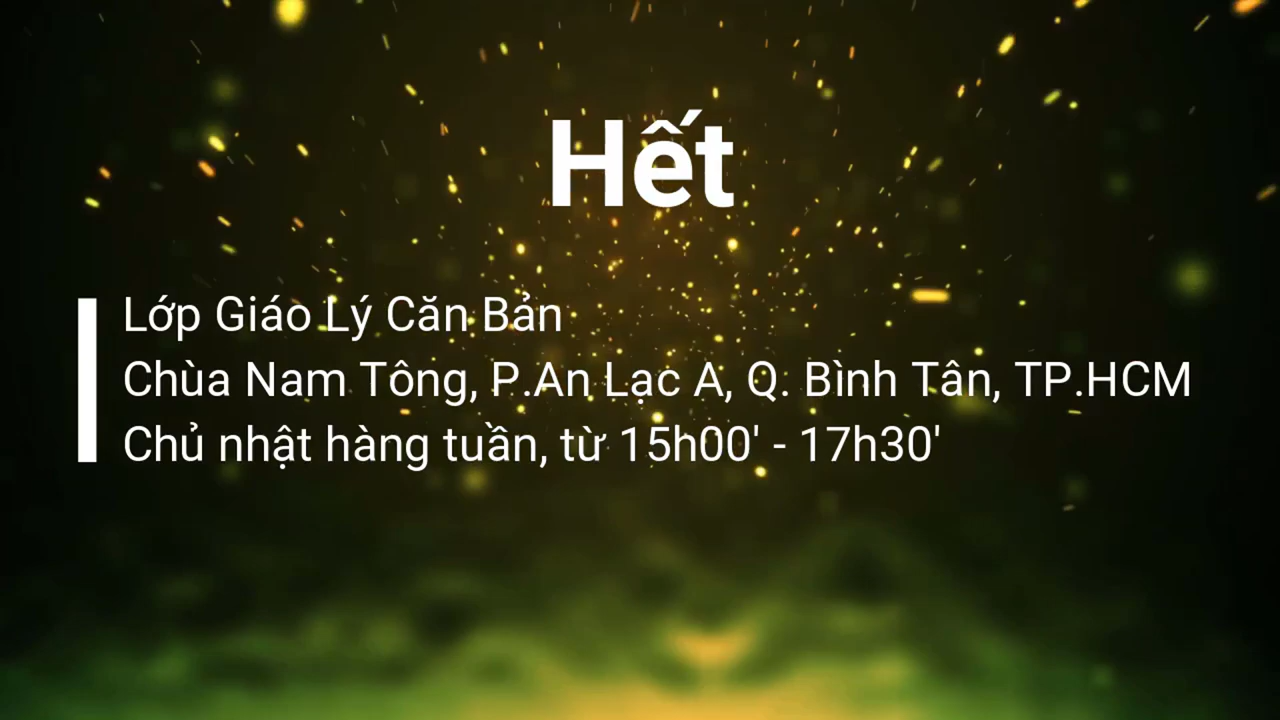 Hết
Lớp Giáo Lý Căn Bản
Chùa Nam Tông, P.An Lạc A, Q. Bình Tân, TP.HCM
Chủ nhật hàng tuần, từ 15h00' - 17h30'